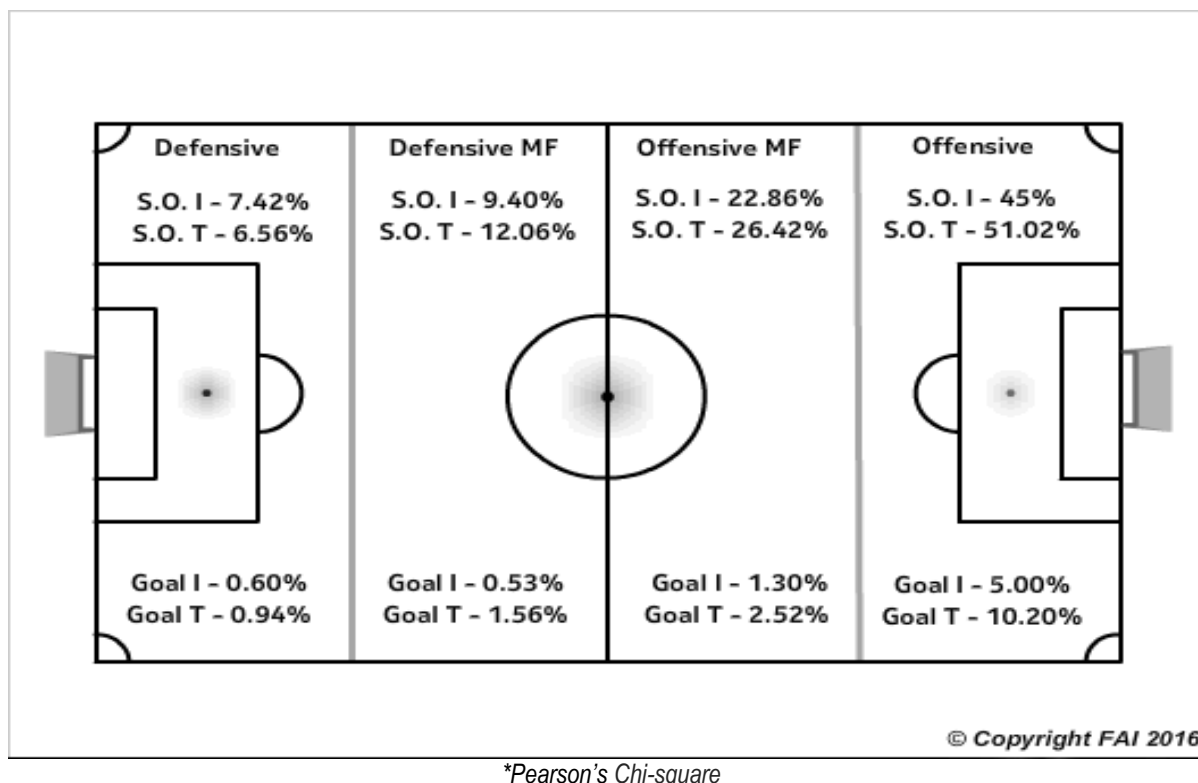 Defensive
Defensive MF
Offensive MF
Offensive
S.O. I - 7.42%
S.O. T - 6.56%
S.O. I - 9.40%
S.O. T - 12.06%
S.O. I - 22.86%
S.O. T - 26.42%
S.O. I - 45%
S.O. T - 51.02%
Goal I - 0.60%
Goal T - 0.94%
Goal I - 0.53%
Goal T - 1.56%
Goal I - 1.30%
Goal T - 2.52%
Goal I - 5.00%
Goal T - 10.20%
© Copyright FAI 2016
*Pearson's Chi-square